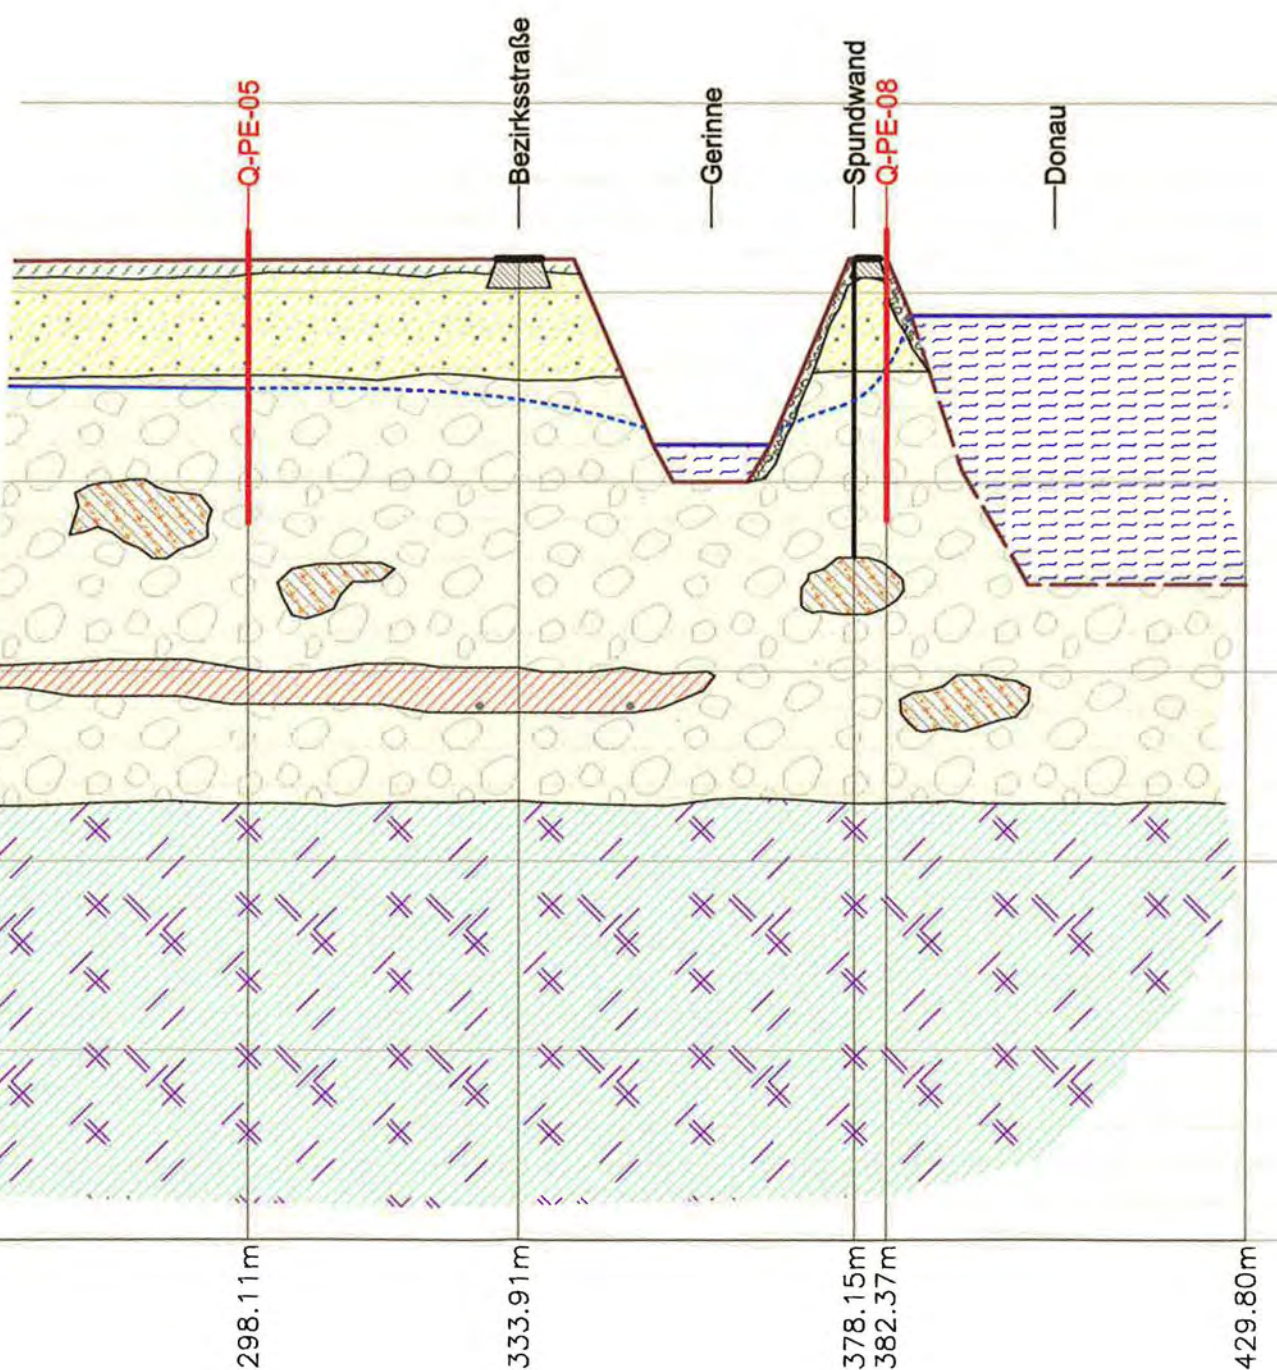 Q-PE-05
Bezirksstraße
Gerinne
Spundwand
Q-PE-08
Donau
298.11m
333.91m
378.15m
382.37m
429.80m